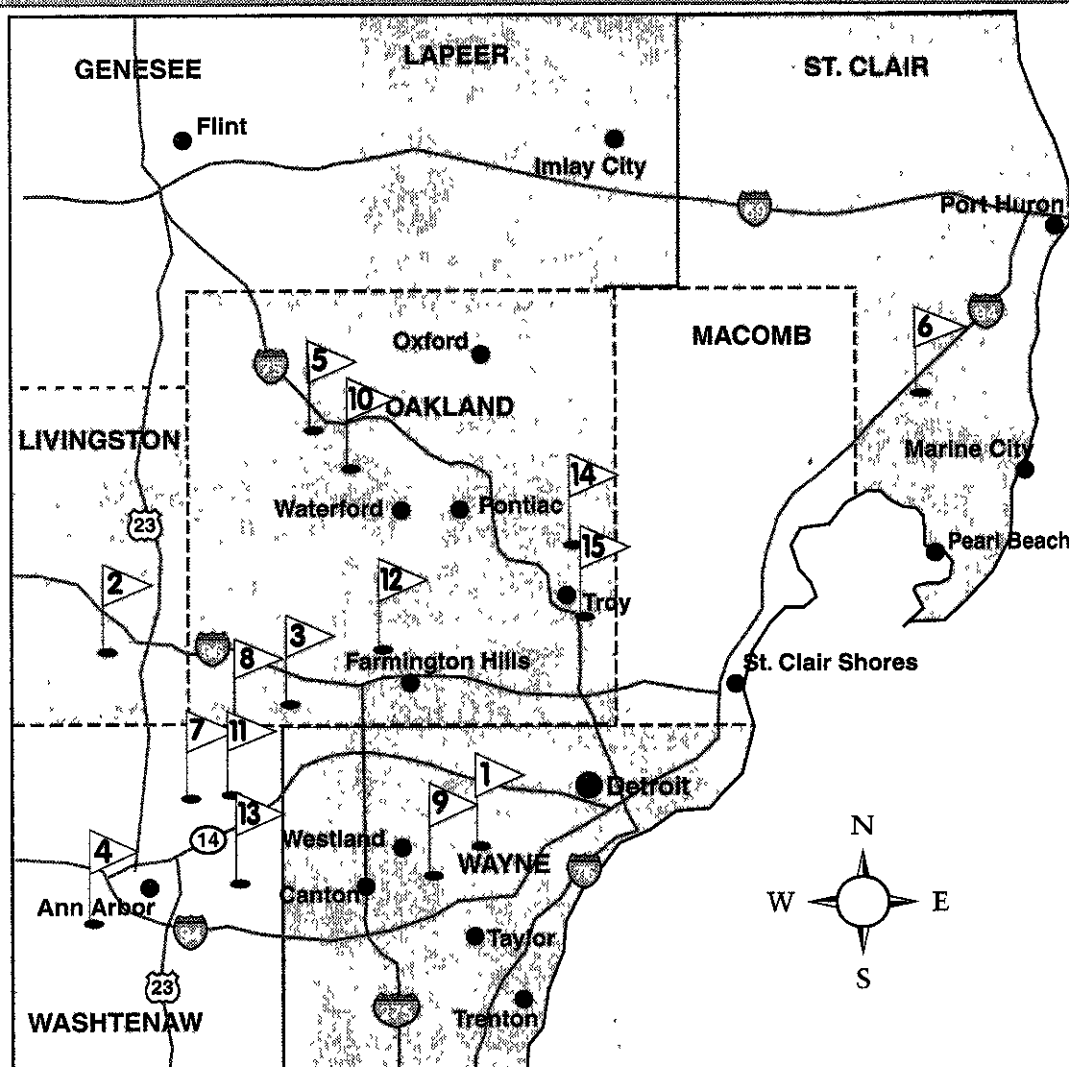 GENESEE
LAPEER
ST. CLAIR
Flint
Imlay City
Port Huron
Oxford
MACOMB
6
5
10
OAKLAND
LIVINGSTON
Marine City
14
Waterford
Pontiac
23
15
Pearl Beach
2
12
Troy
3
8
Farmington Hills
St. Clair Shores
7
11
1
Detroit
9
13
14
Westland
4
WAYNE
Canton
N
W
E
S
Ann Arbor
Taylor
23
Trenton
WASHTENAW